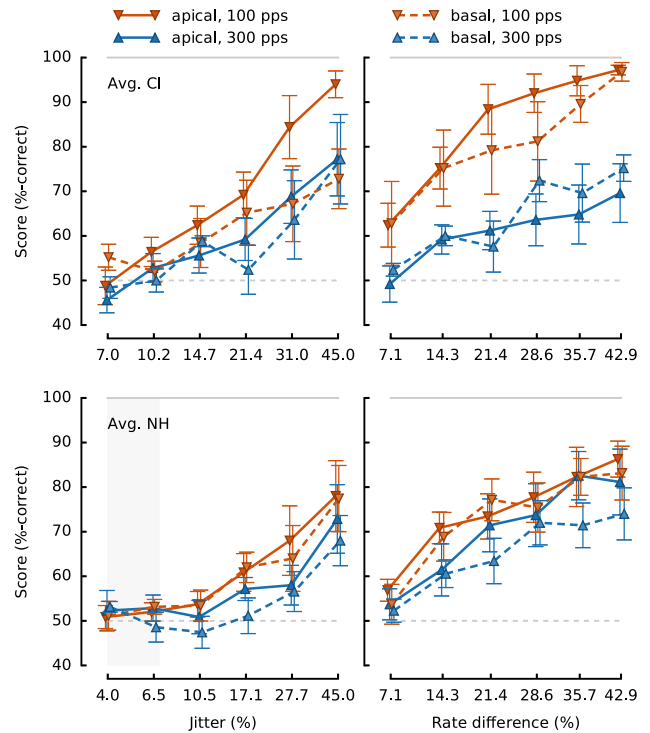 apical, 100 pps basal, 100 pps
apical, 300 pps basal, 300 pps
100
90
80
70
60
50
40
Score (%-correct)
Avg. CI
7.0 10.2 14.7 21.4 31.0 45.0
7.1 14.3 21.4 28.6 35.7 42.9
100
90
80
70
60
50
40
Score (%-correct)
Avg. NH
4.0 6.5 10.5 17.1 27.7 45.0
7.1 14.3 21.4 28.6 35.7 42.9
Jitter (%) Rate difference (%)